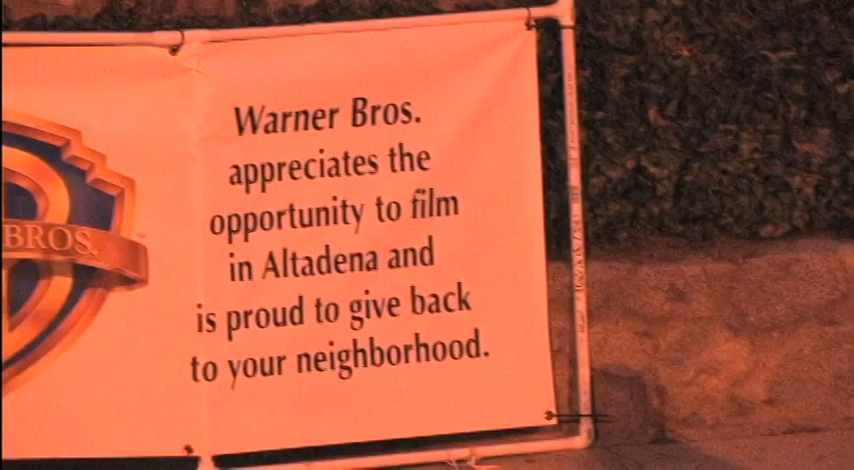 BROS.
Warner Bros.
appreciates the
opportunity to film
in Altadena and
is proud to give back
to your neighborhood.